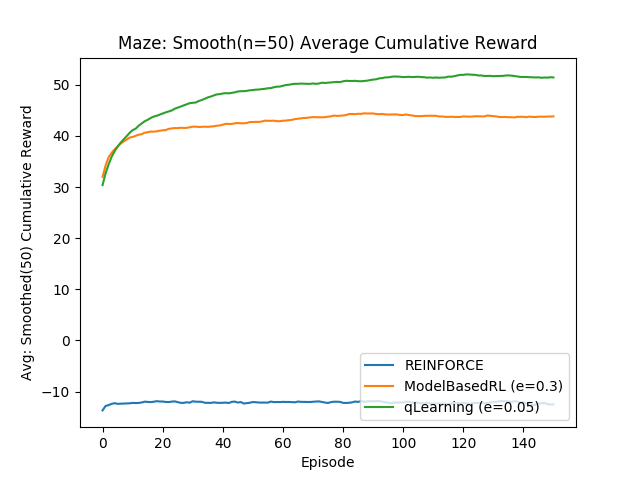 Maze: Smooth(n=50) Average Cumulative Reward
Avg: Smoothed(50) Cumulative Reward
50
40
30
20
10
0
−10
REINFORCE
ModelBasedRL (e=0.3)
qLearning (e=0.05)
0 20 40 60 80 100 120 140
Episode